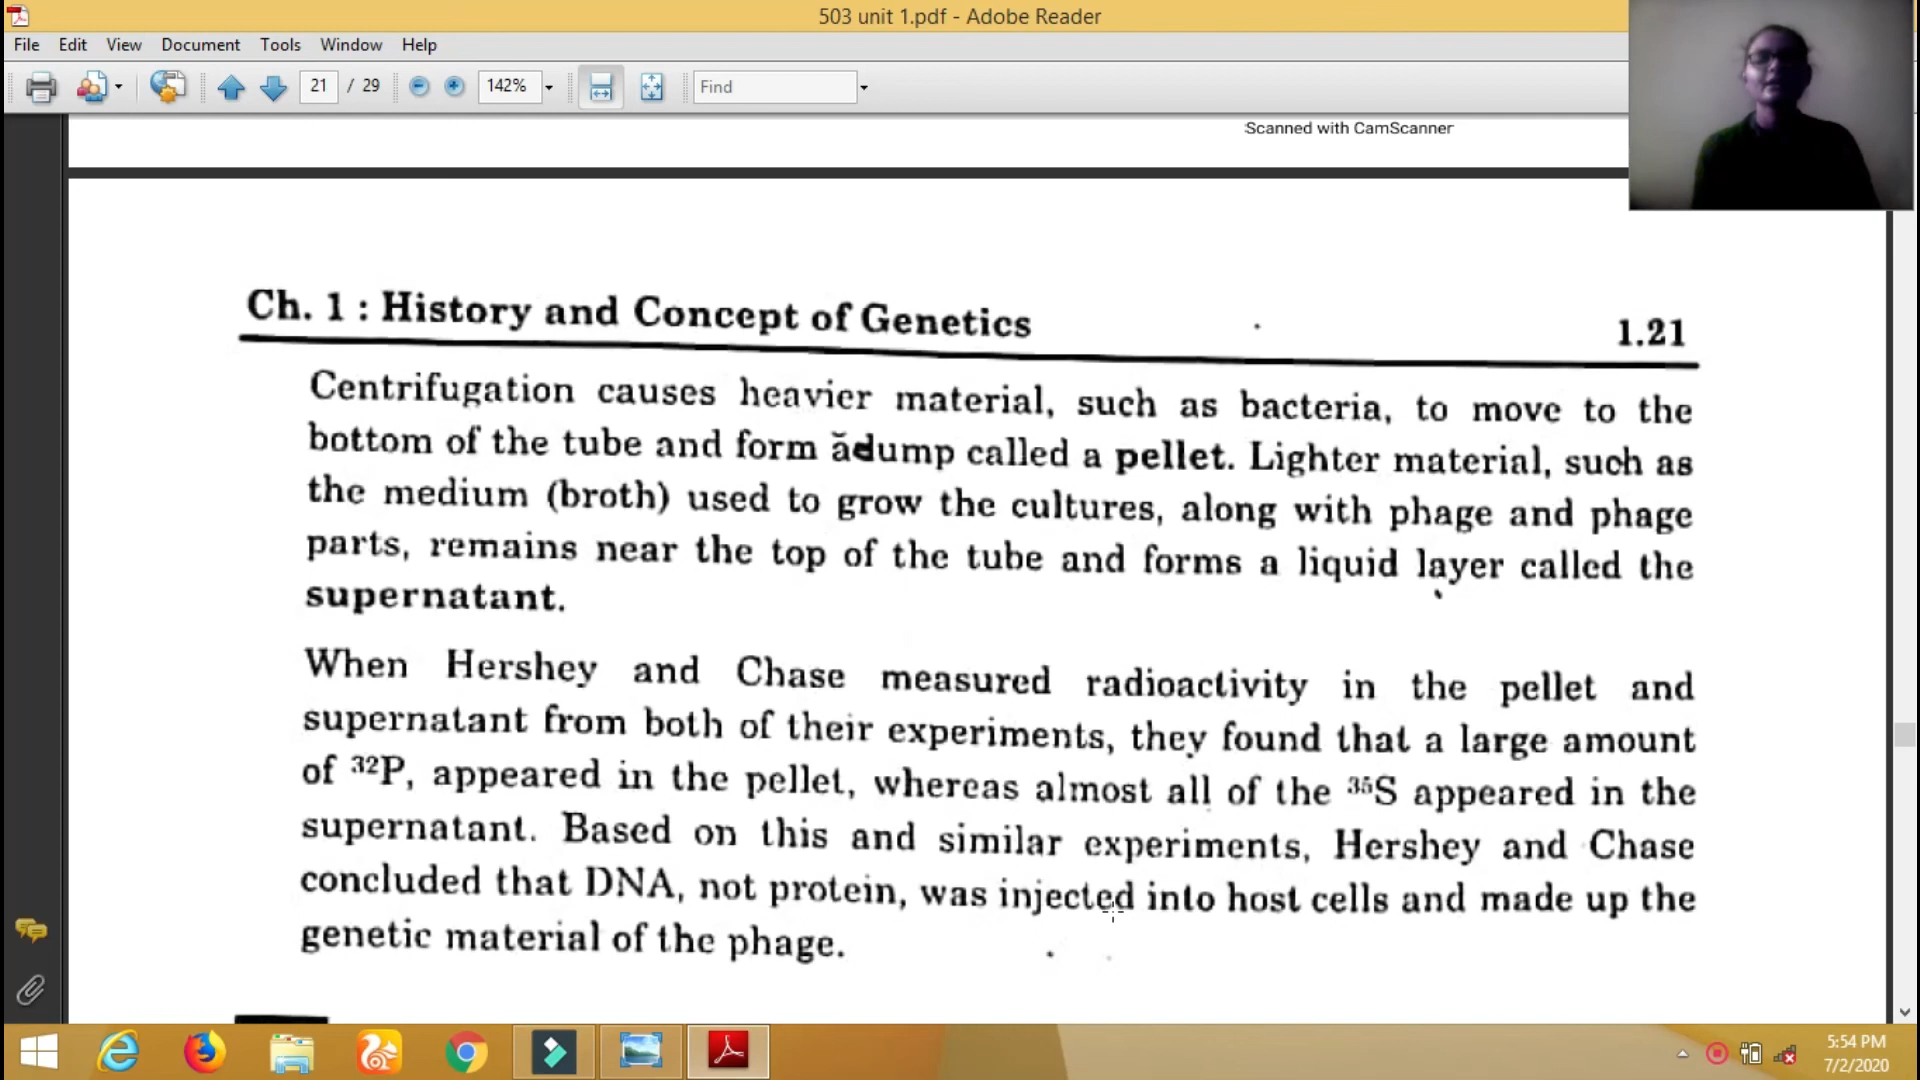 503 unit 1.pdf - Adobe Reader
File Edit View Document Tools Window Help
21 / 29 142% Find
Scanned with CamScanner
Ch. 1 : History and Concept of Genetics 1.21
Centrifugation causes heavier material, such as bacteria, to move to the
bottom of the tube and form adump called a pellet. Lighter material, such as
the medium (broth) used to grow the cultures, along with phage and phage
parts, remains near the top of the tube and forms a liquid layer called the
supernatant.
When Hershey and Chase measured radioactivity in the pellet and
supernatant from both of their experiments, they found that a large amount
of ³²P, appeared in the pellet, whereas almost all of the ³⁵S appeared in the
supernatant. Based on this and similar experiments, Hershey and Chase
concluded that DNA, not protein, was injected into host cells and made up the
genetic material of the phage.
5:54 PM
7/2/2020